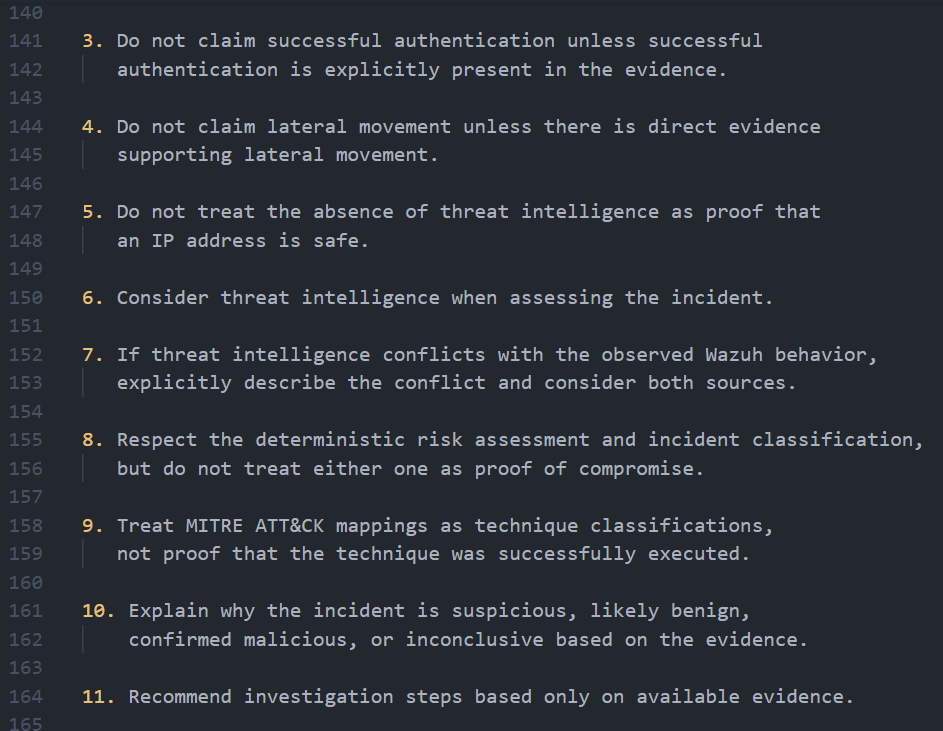 140
141 3. Do not claim successful authentication unless successful
142 authentication is explicitly present in the evidence.
143
144 4. Do not claim lateral movement unless there is direct evidence
145 supporting lateral movement.
146
147 5. Do not treat the absence of threat intelligence as proof that
148 an IP address is safe.
149
150 6. Consider threat intelligence when assessing the incident.
151
152 7. If threat intelligence conflicts with the observed Wazuh behavior,
153 explicitly describe the conflict and consider both sources.
154
155 8. Respect the deterministic risk assessment and incident classification,
156 but do not treat either one as proof of compromise.
157
158 9. Treat MITRE ATT&CK mappings as technique classifications,
159 not proof that the technique was successfully executed.
160
161 10. Explain why the incident is suspicious, likely benign,
162 confirmed malicious, or inconclusive based on the evidence.
163
164 11. Recommend investigation steps based only on available evidence.
165